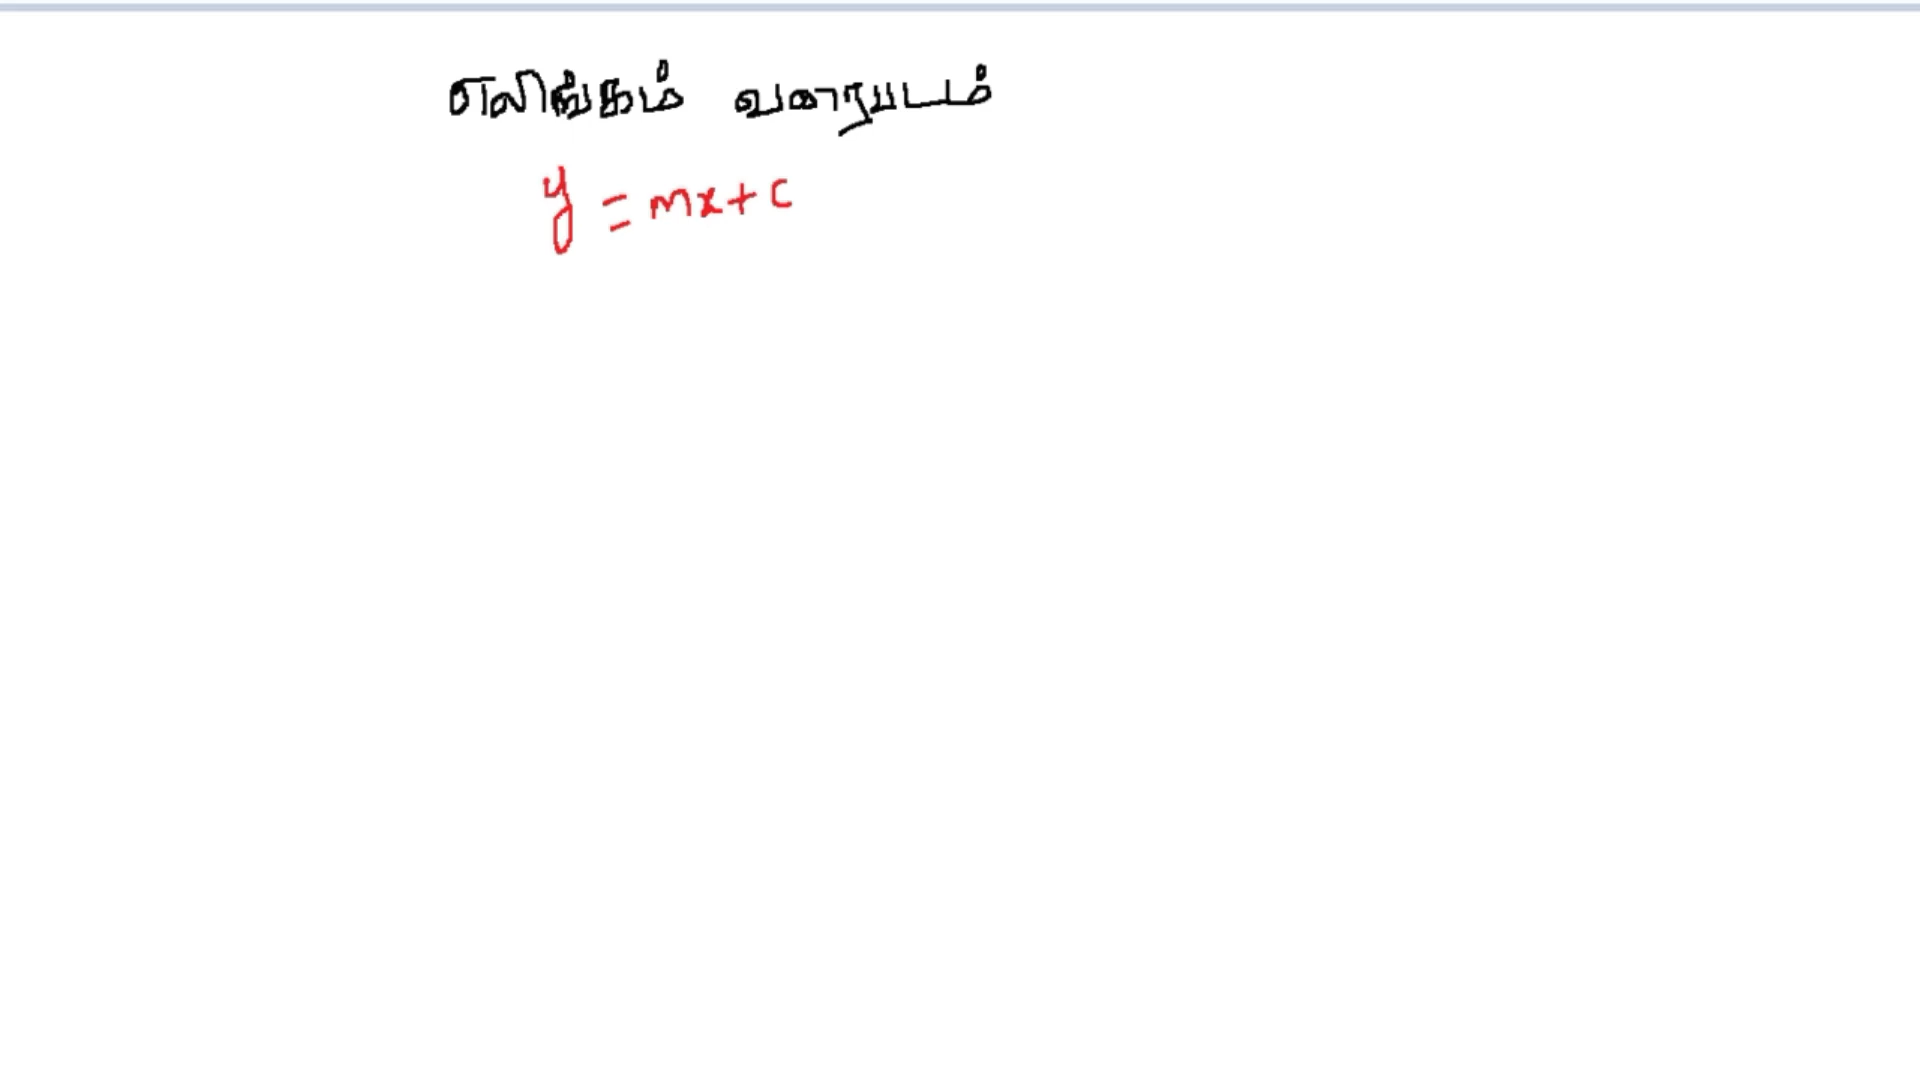 எலிங்கம் வரைபடம்
y = mx + c